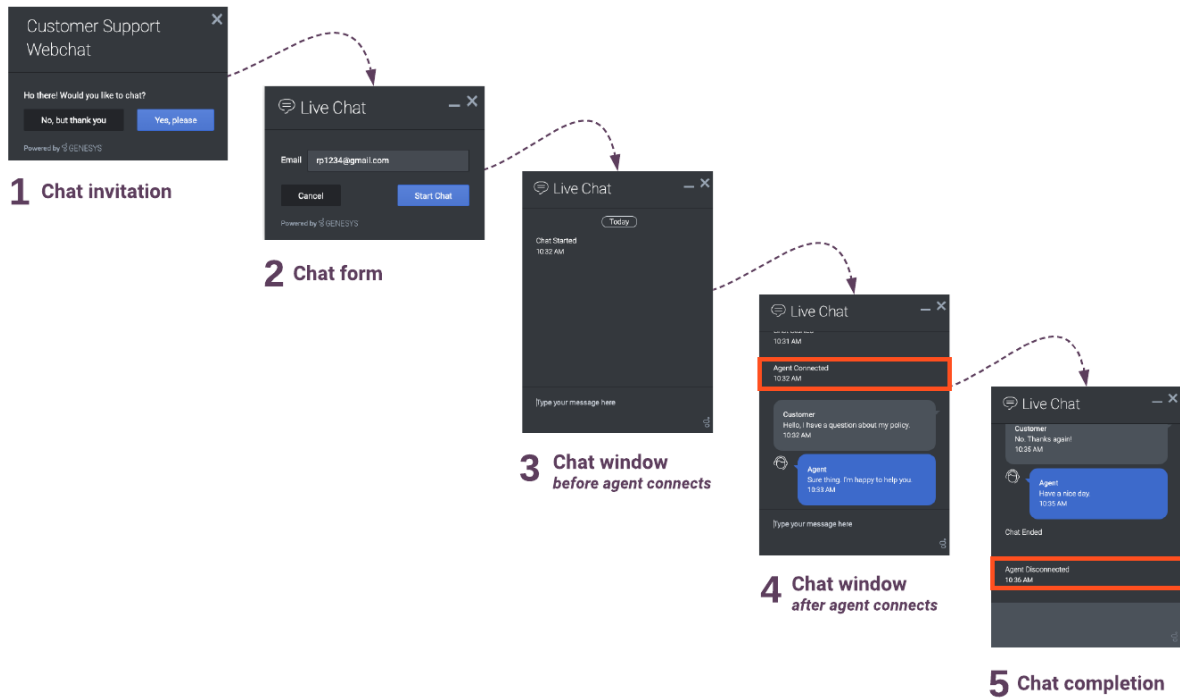 Customer Support
Webchat
Ho there! Would you like to chat?
No, but thank you
Yes, please
Powered by GENESYS
1 Chat invitation
Live Chat
Email
rp1234@gmail.com
Cancel
Start Chat
Powered by GENESYS
2 Chat form
Live Chat
Today
Chat Started
10:32 AM
Type your message here
3 Chat window
before agent connects
Live Chat
10:31 AM
Agent Connected
10:32 AM
Customer
Hello, I have a question about my policy.
10:32 AM
Agent
Sure thing. I'm happy to help you.
10:33 AM
Type your message here
4 Chat window
after agent connects
Live Chat
Customer
No. Thanks again!
10:35 AM
Agent
Have a nice day.
10:35 AM
Chat Ended
Agent Disconnected
10:36 AM
5 Chat completion